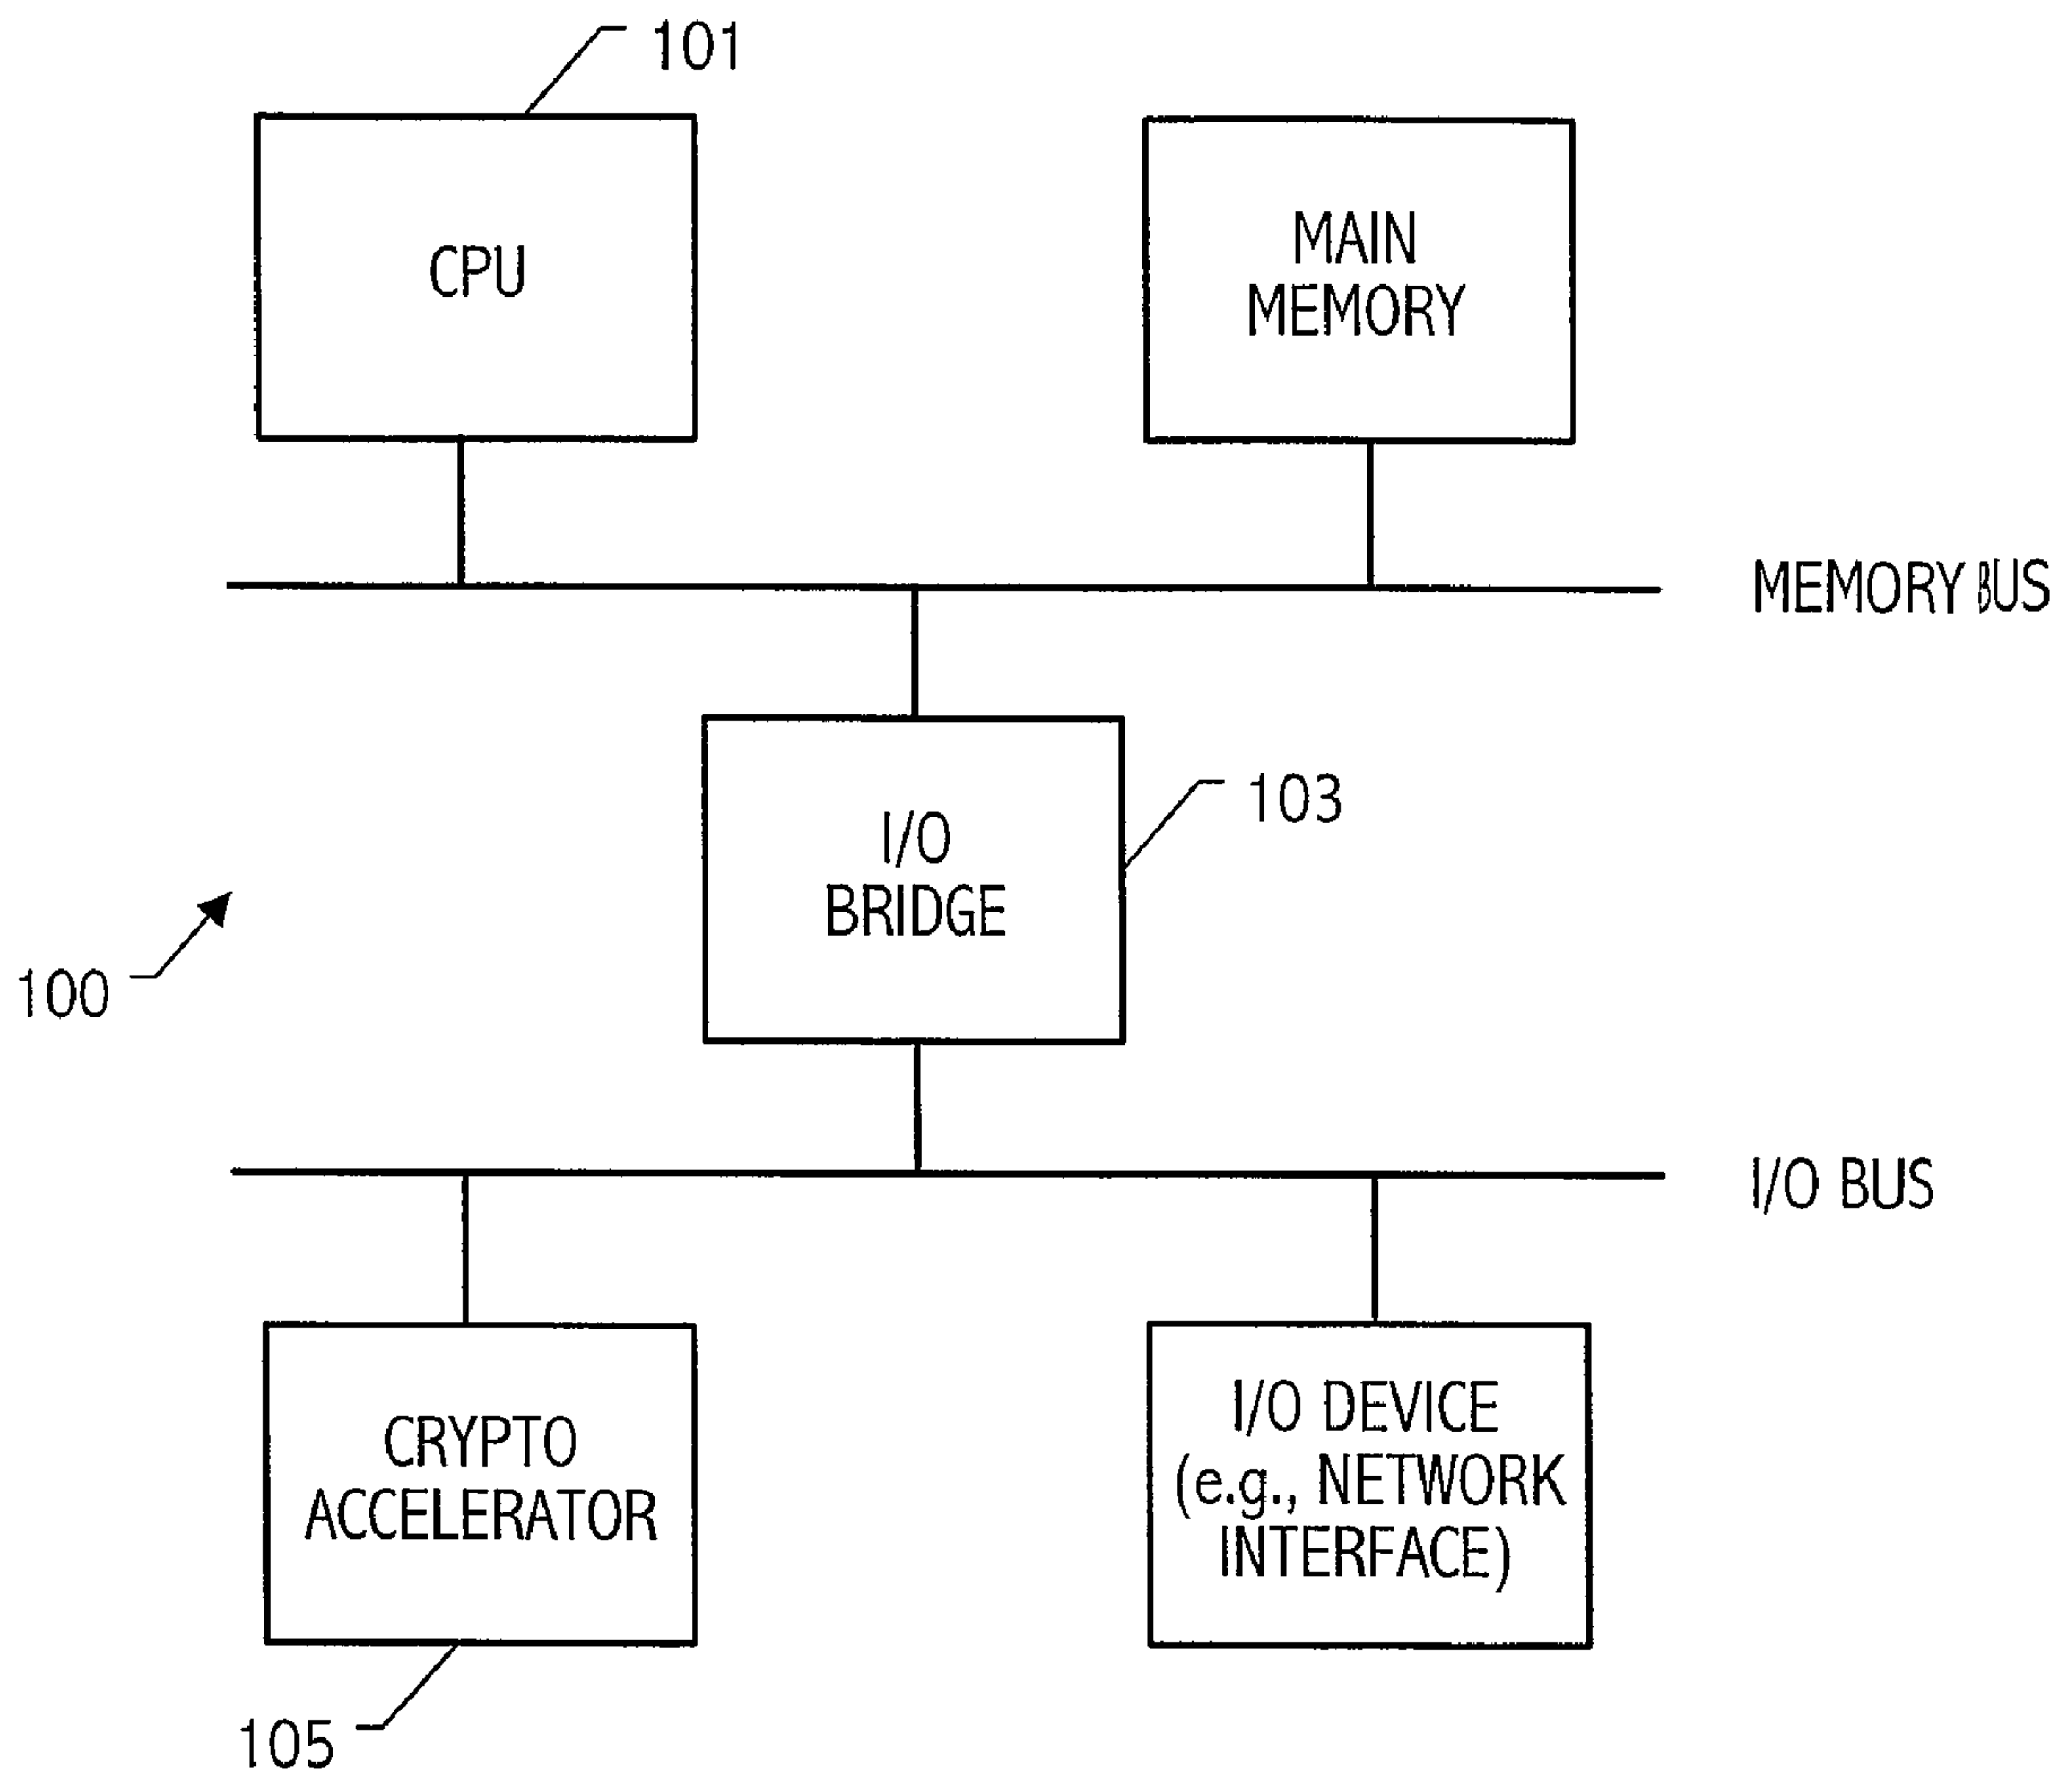 101
CPU
MAIN
MEMORY
MEMORY BUS
I/O
BRIDGE
103
100
I/O BUS
CRYPTO
ACCELERATOR
I/O DEVICE
(e.g., NETWORK
INTERFACE)
105